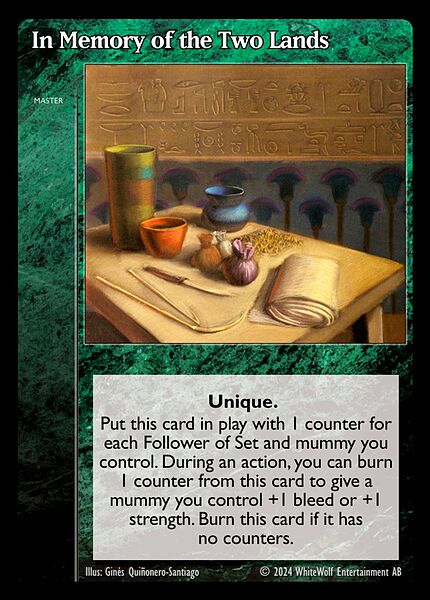 In Memory of the Two Lands
MASTER
Unique.
Put this card in play with 1 counter for
each Follower of Set and mummy you
control. During an action, you can burn
1 counter from this card to give a
mummy you control +1 bleed or +1
strength. Burn this card if it has
no counters.
Illus: Ginés Quiñonero-Santiago © 2024 WhiteWolf Entertainment AB